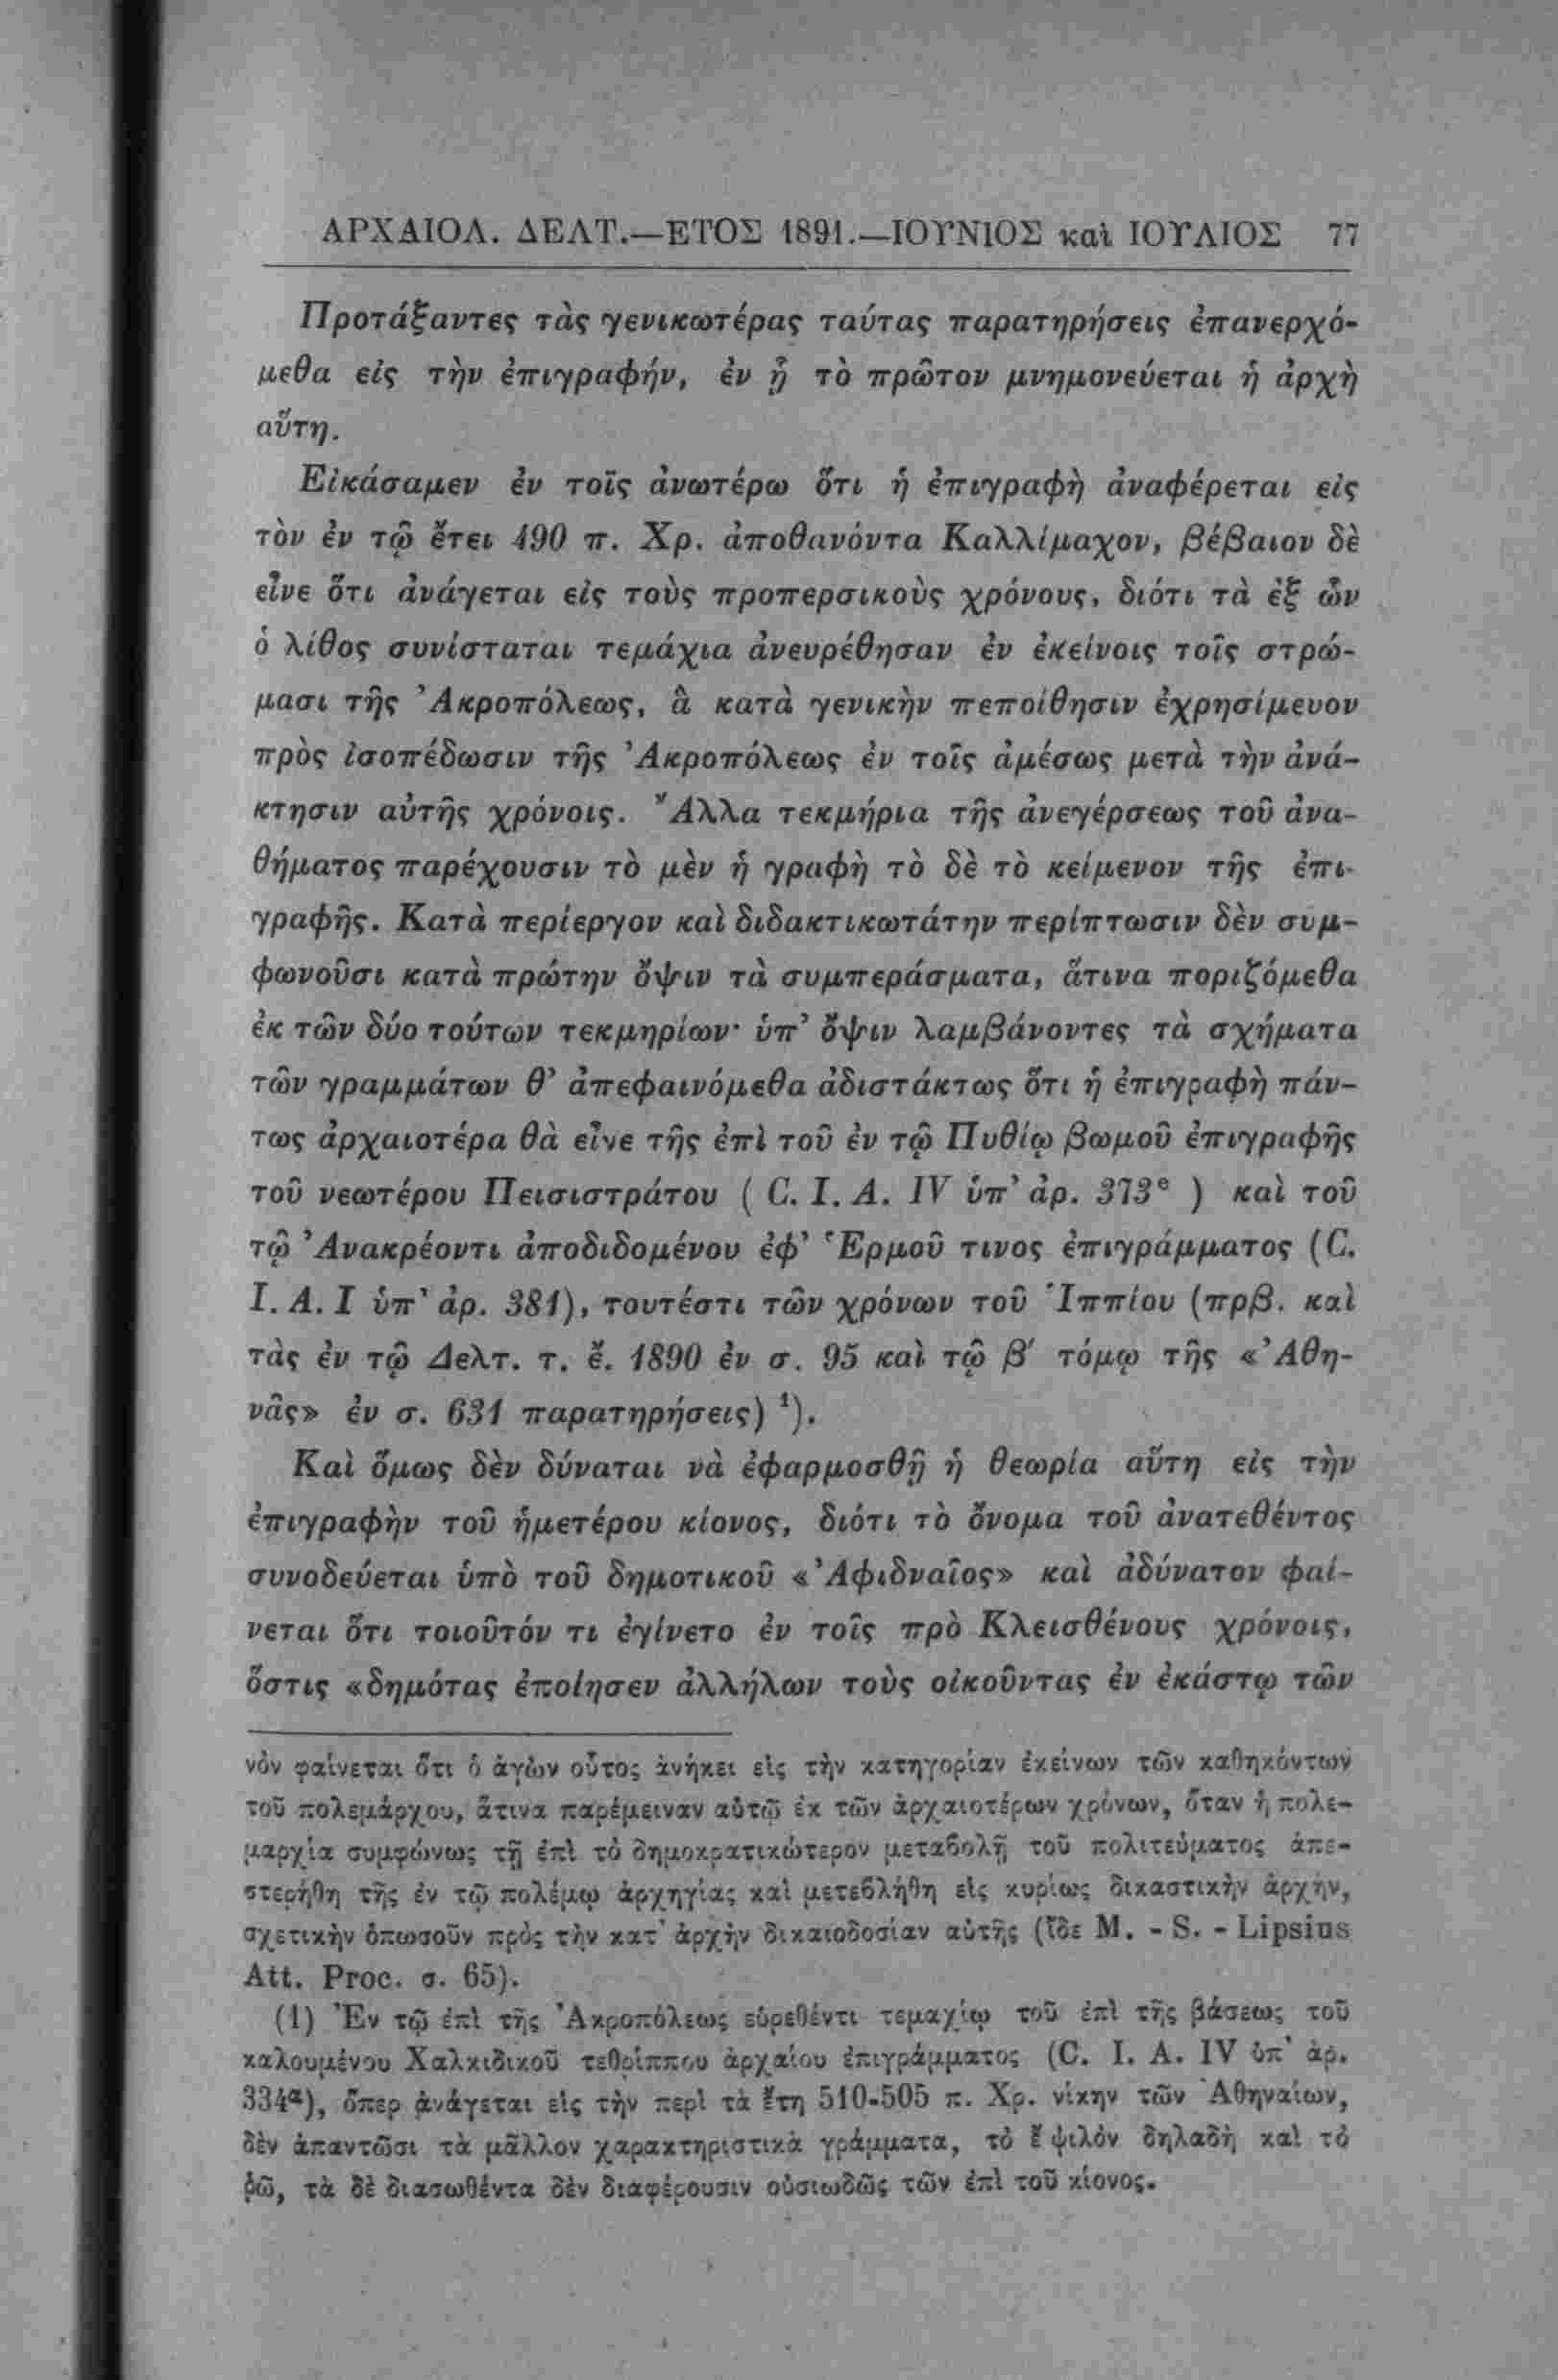 ΑΡΧΑΙΟΛ. ΔΕΛΤ.—ΕΤΟΣ 1891.—ΙΟΥΝΙΟΣ καὶ ΙΟΥΛΙΟΣ 77
Προτάξαντες τὰς γενικωτέρας ταύτας παρατηρήσεις ἐπανερχό-
μεθα εἰς τὴν ἐπιγραφήν, ἐν ᾗ τὸ πρῶτον μνημονεύεται ἡ ἀρχὴ
αὕτη.
Εἰκάσαμεν ἐν τοῖς ἀνωτέρω ὅτι ἡ ἐπιγραφὴ ἀναφέρεται εἰς
τὸν ἐν τῷ ἔτει 490 π. Χρ. ἀποθανόντα Καλλίμαχον, βέβαιον δὲ
εἶνε ὅτι ἀνάγεται εἰς τοὺς προπερσικοὺς χρόνους, διότι τὰ ἐξ ὧν
ὁ λίθος συνίσταται τεμάχια ἀνευρέθησαν ἐν ἐκείνοις τοῖς στρώ-
μασι τῆς Ἀκροπόλεως, ἃ κατὰ γενικὴν πεποίθησιν ἐχρησίμευον
πρὸς ἰσοπέδωσιν τῆς Ἀκροπόλεως ἐν τοῖς ἀμέσως μετὰ τὴν ἀνά-
κτησιν αὐτῆς χρόνοις. Ἄλλα τεκμήρια τῆς ἀνεγέρσεως τοῦ ἀνα-
θήματος παρέχουσιν τὸ μὲν ἡ γραφὴ τὸ δὲ τὸ κείμενον τῆς ἐπι-
γραφῆς. Κατὰ περίεργον καὶ διδακτικωτάτην περίπτωσιν δὲν συμ-
φωνοῦσι κατὰ πρώτην ὄψιν τὰ συμπεράσματα, ἅτινα ποριζόμεθα
ἐκ τῶν δύο τούτων τεκμηρίων· ὑπ' ὄψιν λαμβάνοντες τὰ σχήματα
τῶν γραμμάτων θ' ἀπεφαινόμεθα ἀδιστάκτως ὅτι ἡ ἐπιγραφὴ πάν-
τως ἀρχαιοτέρα θὰ εἶνε τῆς ἐπὶ τοῦ ἐν τῷ Πυθίῳ βωμοῦ ἐπιγραφῆς
τοῦ νεωτέρου Πεισιστράτου ( C. I. A. IV ὑπ' ἀρ. 373ᵉ ) καὶ τοῦ
τῷ Ἀνακρέοντι ἀποδιδομένου ἐφ' Ἑρμοῦ τινος ἐπιγράμματος (C.
I. A. I ὑπ' ἀρ. 381), τουτέστι τῶν χρόνων τοῦ Ἱππίου (πρβ. καὶ
τὰς ἐν τῷ Δελτ. τ. ἔ. 1890 ἐν σ. 95 καὶ τῷ β' τόμῳ τῆς «Ἀθη-
νᾶς» ἐν σ. 631 παρατηρήσεις) ¹).
Καὶ ὅμως δὲν δύναται νὰ ἐφαρμοσθῇ ἡ θεωρία αὕτη εἰς τὴν
ἐπιγραφὴν τοῦ ἡμετέρου κίονος, διότι τὸ ὄνομα τοῦ ἀνατεθέντος
συνοδεύεται ὑπὸ τοῦ δημοτικοῦ «Ἀφιδναῖος» καὶ ἀδύνατον φαί-
νεται ὅτι τοιοῦτόν τι ἐγίνετο ἐν τοῖς πρὸ Κλεισθένους χρόνοις,
ὅστις «δημότας ἐποίησεν ἀλλήλων τοὺς οἰκοῦντας ἐν ἑκάστῳ τῶν
νὸν φαίνεται ὅτι ὁ ἀγὼν οὗτος ἀνήκει εἰς τὴν κατηγορίαν ἐκείνων τῶν καθηκόντων
τοῦ πολεμάρχου, ἅτινα παρέμειναν αὐτῷ ἐκ τῶν ἀρχαιοτέρων χρόνων, ὅταν ἡ πολε-
μαρχία συμφώνως τῇ ἐπὶ τὸ δημοκρατικώτερον μεταβολῇ τοῦ πολιτεύματος ἀπε-
στερήθη τῆς ἐν τῷ πολέμῳ ἀρχηγίας καὶ μετεβλήθη εἰς κυρίως δικαστικὴν ἀρχήν,
σχετικὴν ὁπωσοῦν πρὸς τὴν κατ' ἀρχὴν δικαιοδοσίαν αὐτῆς (ἴδε M. - S. - Lipsius
Att. Proc. σ. 65).
(1) Ἐν τῷ ἐπὶ τῆς Ἀκροπόλεως εὑρεθέντι τεμαχίῳ τοῦ ἐπὶ τῆς βάσεως τοῦ
καλουμένου Χαλκιδικοῦ τεθρίππου ἀρχαίου ἐπιγράμματος (C. I. A. IV ὑπ' ἀρ.
334ᵃ), ὅπερ ἀνάγεται εἰς τὴν περὶ τὰ ἔτη 510-505 π. Χρ. νίκην τῶν Ἀθηναίων,
δὲν ἀπαντῶσι τὰ μᾶλλον χαρακτηριστικὰ γράμματα, τὸ ἒ ψιλὸν δηλαδὴ καὶ τὸ
ῥῶ, τὰ δὲ διασωθέντα δὲν διαφέρουσιν οὐσιωδῶς τῶν ἐπὶ τοῦ κίονος.